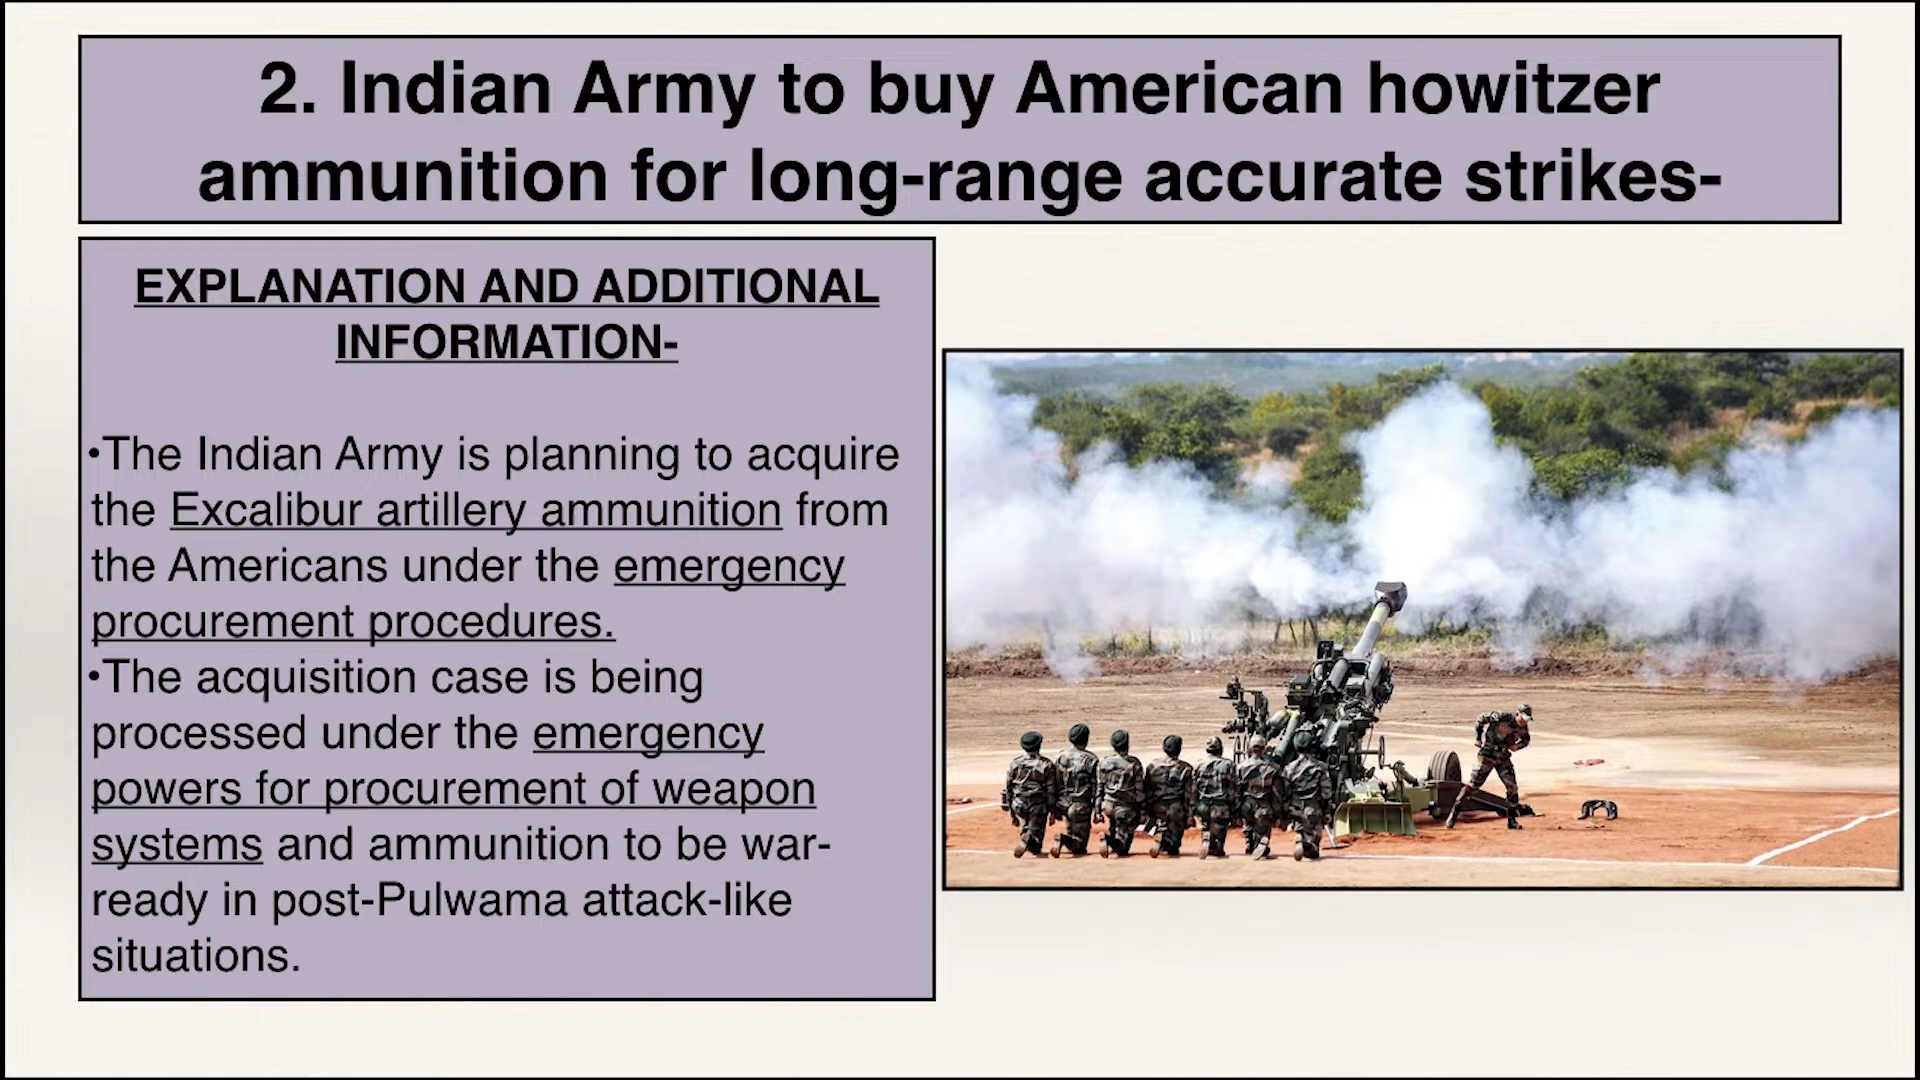 2. Indian Army to buy American howitzer
ammunition for long-range accurate strikes-
EXPLANATION AND ADDITIONAL
INFORMATION-
•The Indian Army is planning to acquire
the Excalibur artillery ammunition from
the Americans under the emergency
procurement procedures.
•The acquisition case is being
processed under the emergency
powers for procurement of weapon
systems and ammunition to be war-
ready in post-Pulwama attack-like
situations.